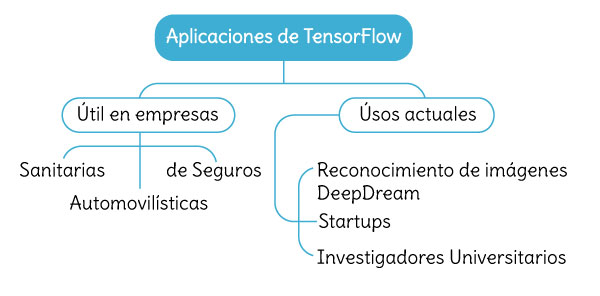 Aplicaciones de TensorFlow
Útil en empresas
Úsos actuales
Sanitarias
de Seguros
Automovilísticas
Reconocimiento de imágenes
DeepDream
Startups
Investigadores Universitarios